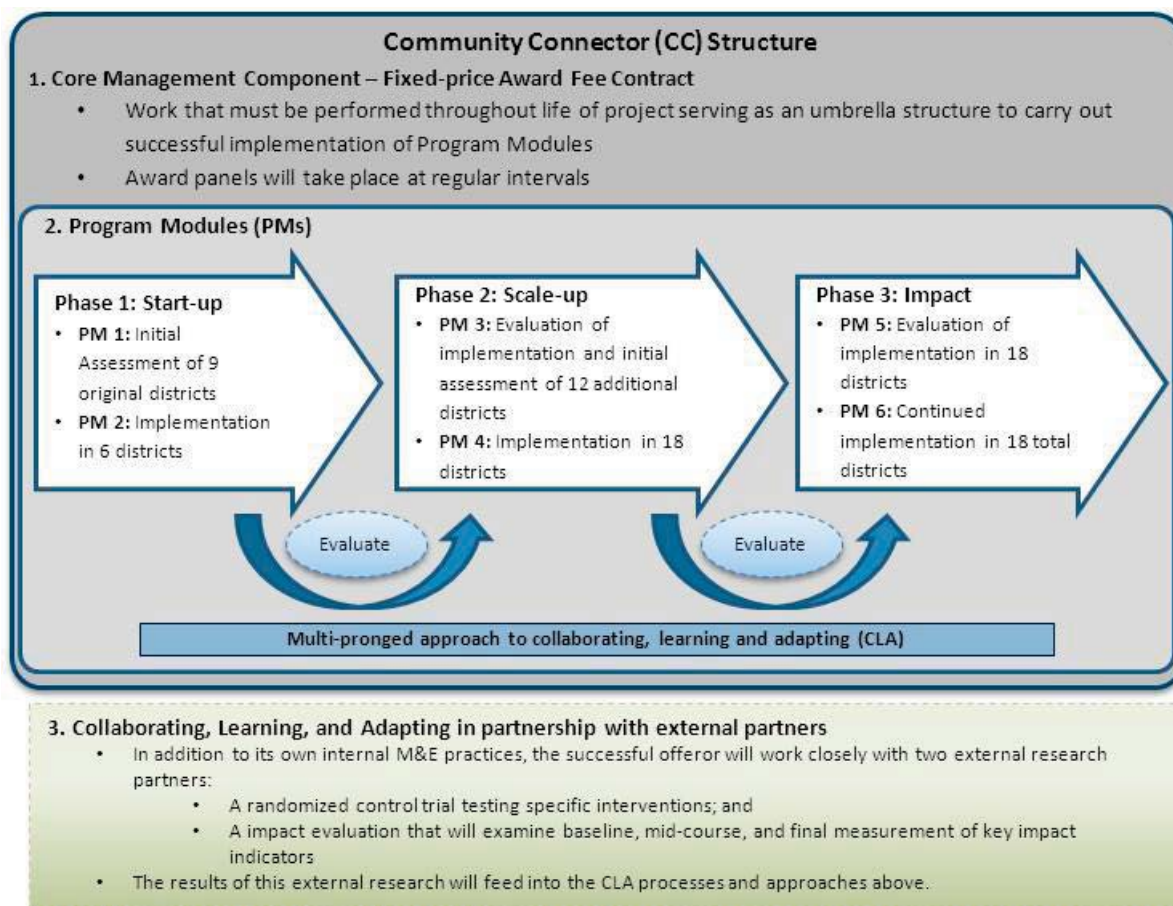 Community Connector (CC) Structure
1. Core Management Component – Fixed-price Award Fee Contract
• Work that must be performed throughout life of project serving as an umbrella structure to carry out
successful implementation of Program Modules
• Award panels will take place at regular intervals
2. Program Modules (PMs)
Phase 1: Start-up
• PM 1: Initial
Assessment of 9
original districts
• PM 2: Implementation
in 6 districts
Phase 2: Scale-up
• PM 3: Evaluation of
implementation and initial
assessment of 12 additional
districts
• PM 4: Implementation in 18
districts
Phase 3: Impact
• PM 5: Evaluation of
implementation in 18
districts
• PM 6: Continued
implementation in 18 total
districts
Evaluate
Evaluate
Multi-pronged approach to collaborating, learning and adapting (CLA)
3. Collaborating, Learning, and Adapting in partnership with external partners
• In addition to its own internal M&E practices, the successful offeror will work closely with two external research
partners:
• A randomized control trial testing specific interventions; and
• A impact evaluation that will examine baseline, mid-course, and final measurement of key impact
indicators
• The results of this external research will feed into the CLA processes and approaches above.